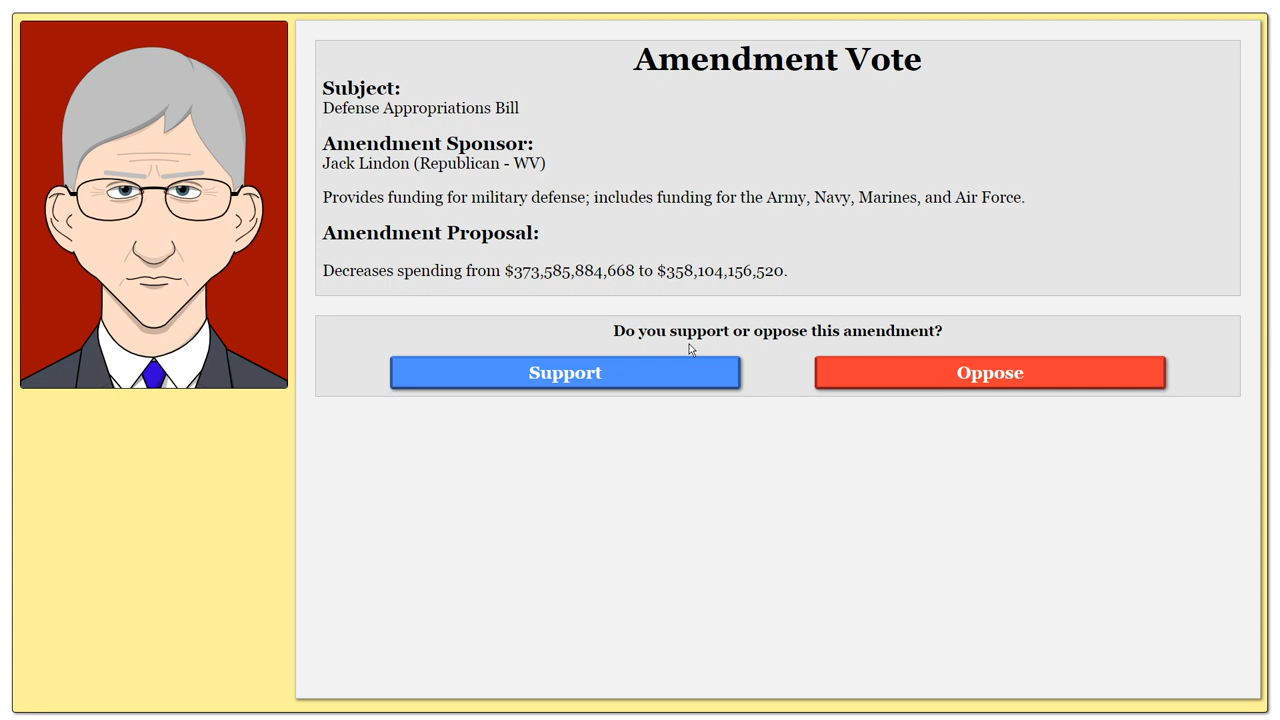 Amendment Vote
Subject:
Defense Appropriations Bill
Amendment Sponsor:
Jack Lindon (Republican - WV)
Provides funding for military defense; includes funding for the Army, Navy, Marines, and Air Force.
Amendment Proposal:
Decreases spending from $373,585,884,668 to $358,104,156,520.
Do you support or oppose this amendment?
Support
Oppose